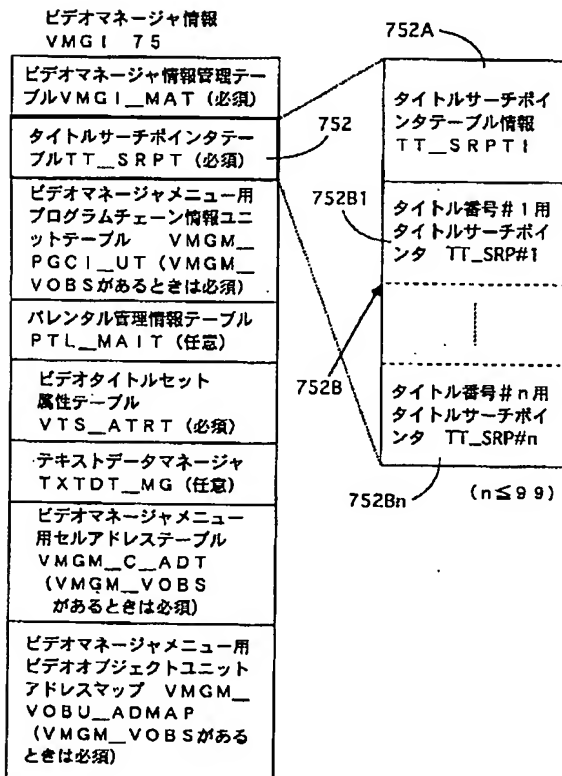 ビデオマネージャ情報
VMGI 75
ビデオマネージャ情報管理テー
ブルVMGI_MAT(必須)
タイトルサーチポインタテー
ブルTT_SRPT(必須)
ビデオマネージャメニュー用
プログラムチェーン情報ユニ
ットテーブル VMGM_
PGCI_UT(VMGM_
VOBSがあるときは必須)
パレンタル管理情報テーブル
PTL_MAIT(任意)
ビデオタイトルセット
属性テーブル
VTS_ATRT(必須)
テキストデータマネージャ
TXTDT_MG(任意)
ビデオマネージャメニュー
用セルアドレステーブル
VMGM_C_ADT
(VMGM_VOBS
があるときは必須)
ビデオマネージャメニュー用
ビデオオブジェクトユニット
アドレスマップ VMGM_
VOBU_ADMAP
(VMGM_VOBSがある
ときは必須)
752
752A
タイトルサーチポイ
ンタテーブル情報
TT_SRPTI
752B1
タイトル番号#1用
タイトルサーチポイ
ンタ TT_SRP#1
752B
タイトル番号#n用
タイトルサーチポイ
ンタ TT_SRP#n
752Bn
(n≦99)